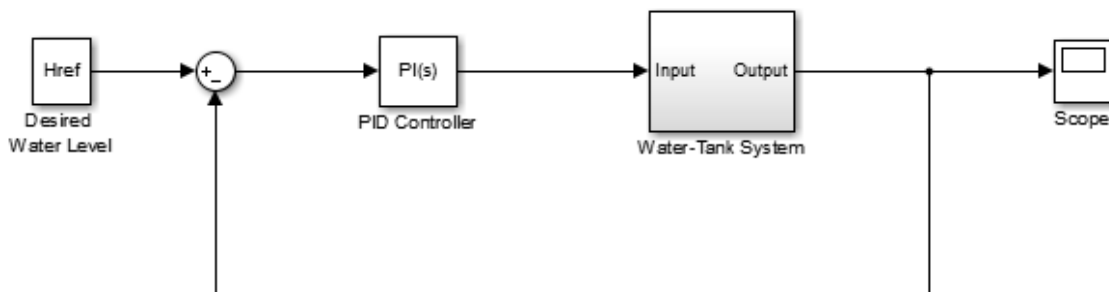 Href
Desired
Water Level
+
−
PI(s)
PID Controller
Input
Output
Water-Tank System
Scope